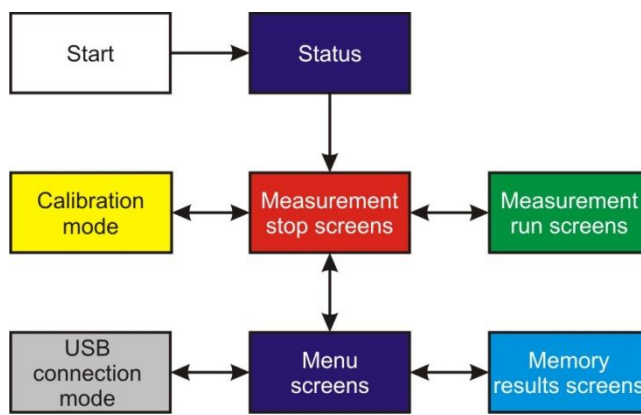 Start
Status
Calibration
mode
Measurement
stop screens
Measurement
run screens
USB
connection
mode
Menu
screens
Memory
results screens